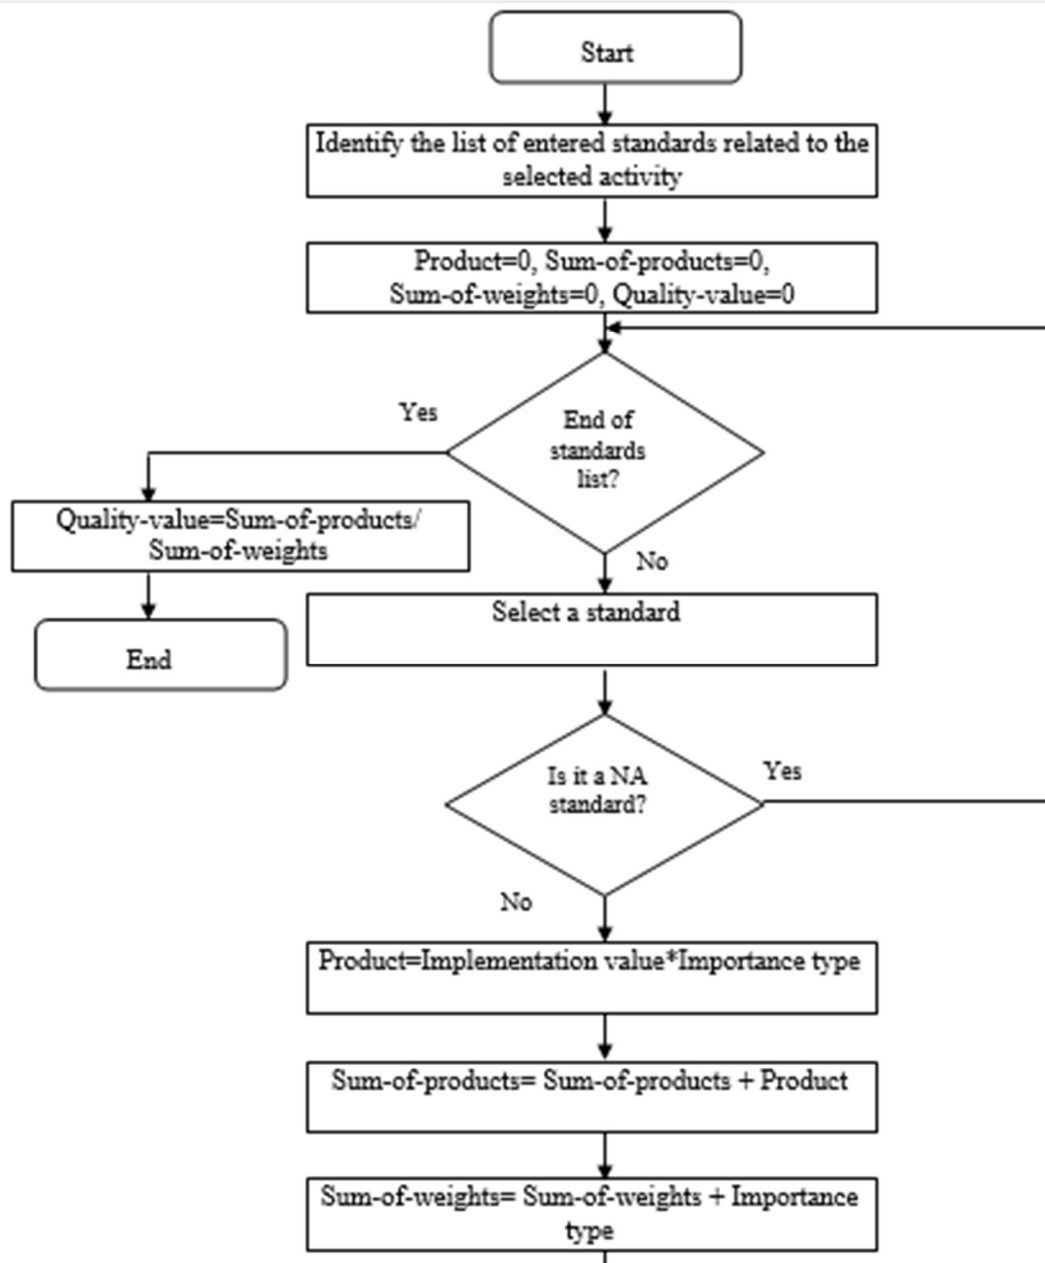 Start
Identify the list of entered standards related to the
selected activity
Product=0, Sum-of-products=0,
Sum-of-weights=0, Quality-value=0
Yes
End of
standards
list?
Quality-value=Sum-of-products/
Sum-of-weights
No
Select a standard
End
Is it a NA
standard?
Yes
No
Product=Implementation value*Importance type
Sum-of-products= Sum-of-products + Product
Sum-of-weights= Sum-of-weights + Importance
type